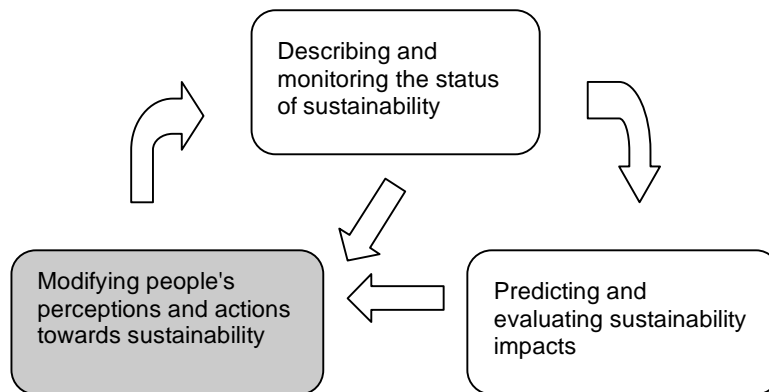 Describing and
monitoring the status
of sustainability
Modifying people's
perceptions and actions
towards sustainability
Predicting and
evaluating sustainability
impacts